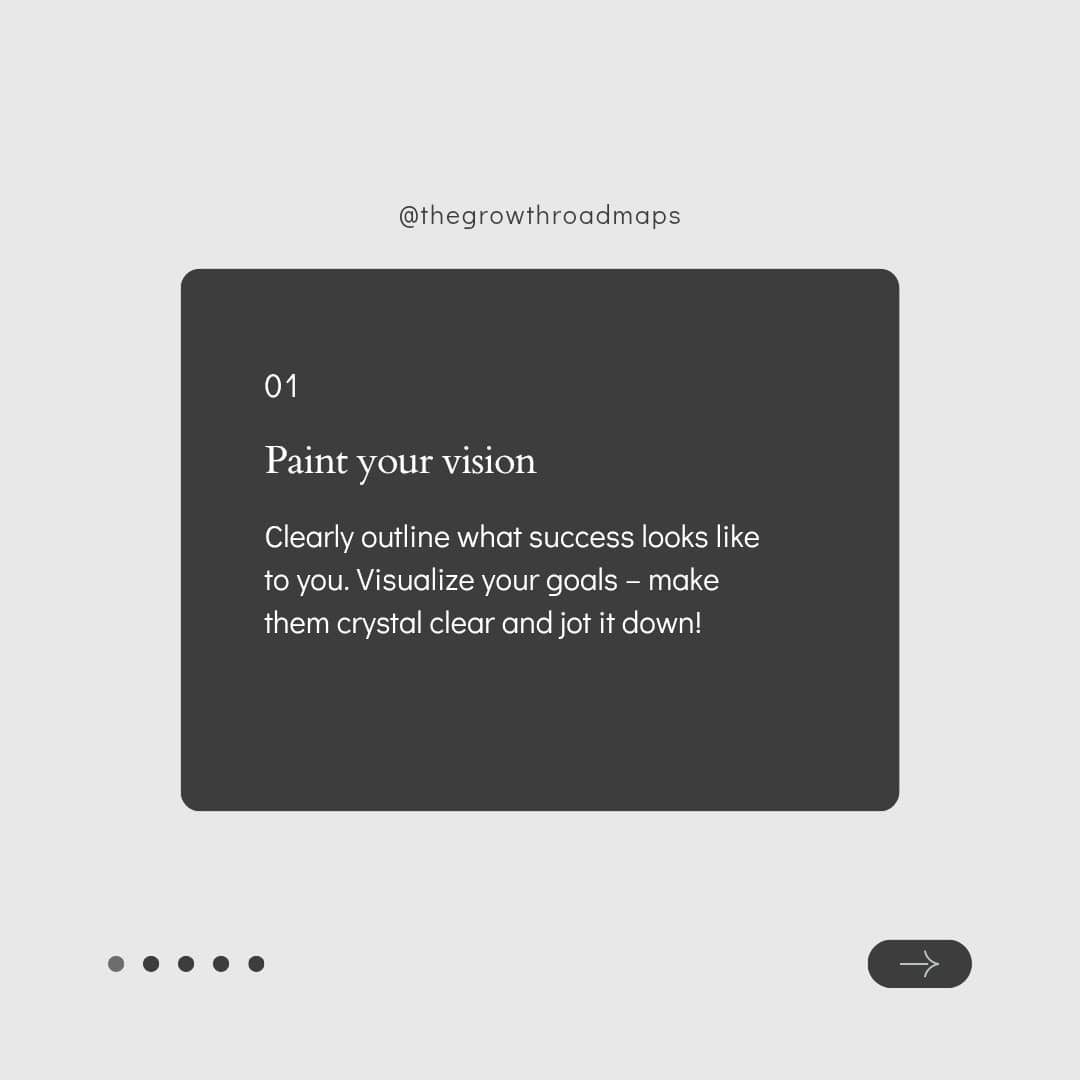 @thegrowthroadmaps
01
Paint your vision
Clearly outline what success looks like
to you. Visualize your goals – make
them crystal clear and jot it down!